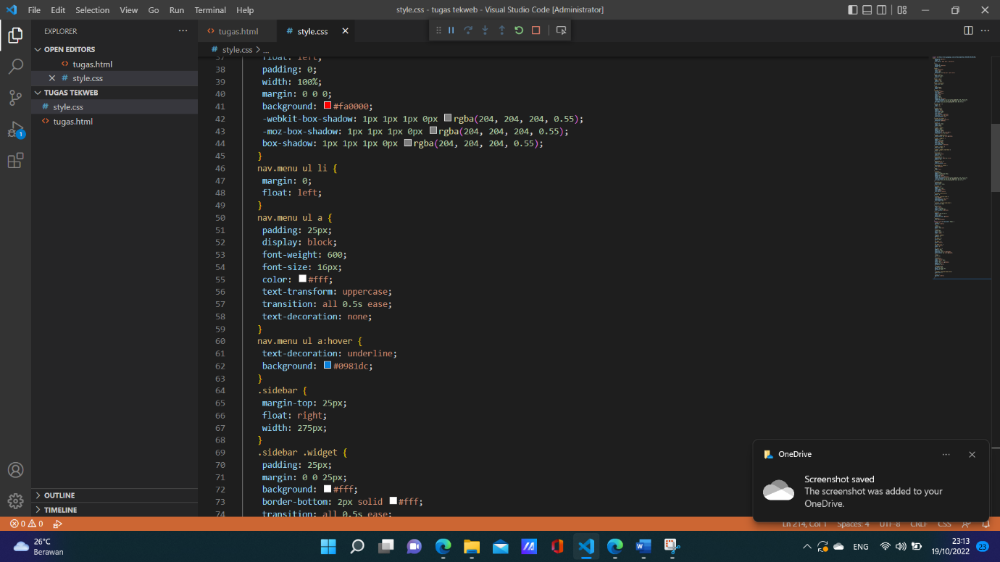 File Edit Selection View Go Run Terminal Help
style.css - tugas tekweb - Visual Studio Code [Administrator]
EXPLORER
OPEN EDITORS
tugas.html
# style.css
TUGAS TEKWEB
# style.css
tugas.html
OUTLINE
TIMELINE
1
tugas.html
# style.css
# style.css > ...
37 float: left;
38 padding: 0;
39 width: 100%;
40 margin: 0 0 0;
41 background: #fa0000;
42 -webkit-box-shadow: 1px 1px 1px 0px rgba(204, 204, 204, 0.55);
43 -moz-box-shadow: 1px 1px 1px 0px rgba(204, 204, 204, 0.55);
44 box-shadow: 1px 1px 1px 0px rgba(204, 204, 204, 0.55);
45 }
46 nav.menu ul li {
47 margin: 0;
48 float: left;
49 }
50 nav.menu ul a {
51 padding: 25px;
52 display: block;
53 font-weight: 600;
54 font-size: 16px;
55 color: #fff;
56 text-transform: uppercase;
57 transition: all 0.5s ease;
58 text-decoration: none;
59 }
60 nav.menu ul a:hover {
61 text-decoration: underline;
62 background: #0981dc;
63 }
64 .sidebar {
65 margin-top: 25px;
66 float: right;
67 width: 275px;
68 }
69 .sidebar .widget {
70 padding: 25px;
71 margin: 0 0 25px;
72 background: #fff;
73 border-bottom: 2px solid #fff;
74 transition: all 0.5s ease;
OneDrive
Screenshot saved
The screenshot was added to your
OneDrive.
0 0
Ln 214, Col 1 Spaces: 4 UTF-8 CRLF CSS
26°C
Berawan
ENG
23:13
19/10/2022
23